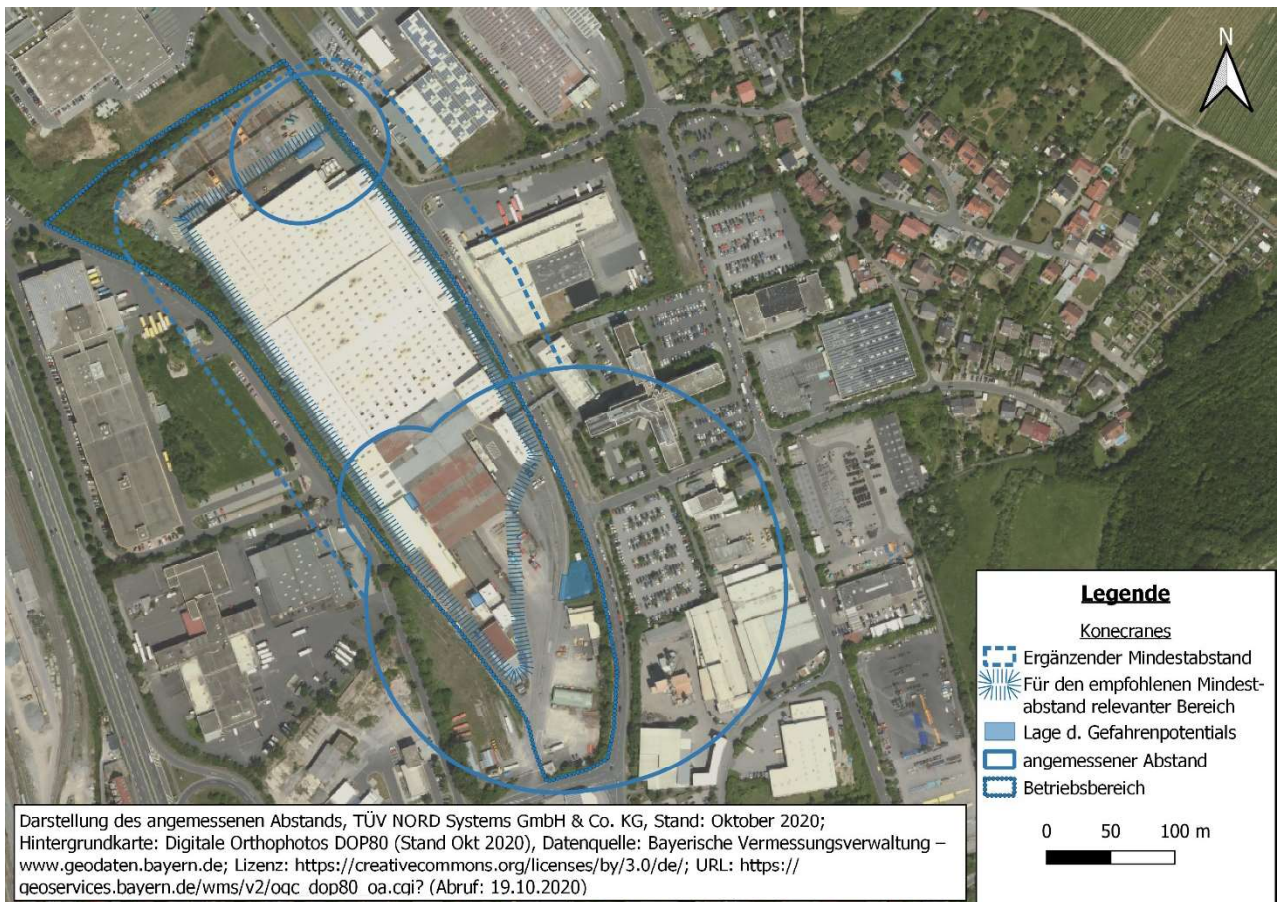 N
Legende
Konecranes
Ergänzender Mindestabstand
Für den empfohlenen Mindest-
abstand relevanter Bereich
Lage d. Gefahrenpotentials
angemessener Abstand
Betriebsbereich
0 50 100 m
Darstellung des angemessenen Abstands, TÜV NORD Systems GmbH & Co. KG, Stand: Oktober 2020;
Hintergrundkarte: Digitale Orthophotos DOP80 (Stand Okt 2020), Datenquelle: Bayerische Vermessungsverwaltung –
www.geodaten.bayern.de; Lizenz: https://creativecommons.org/licenses/by/3.0/de/; URL: https://
geoservices.bayern.de/wms/v2/ogc_dop80_oa.cgi? (Abruf: 19.10.2020)